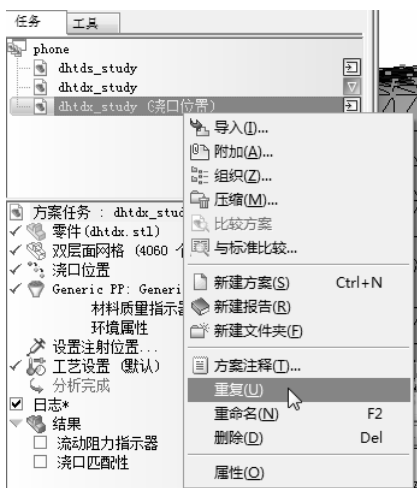 任务 工具
phone
dhtds_study
dhtdx_study
dhtdx_study (浇口位置)
导入(I)...
附加(A)...
组织(Z)...
压缩(M)...
比较方案
与标准比较...
新建方案(S) Ctrl+N
新建报告(R)
新建文件夹(F)
方案注释(T)...
重复(U)
重命名(N) F2
删除(D) Del
属性(O)
方案任务 : dhtdx_stud
零件(dhtdx.stl)
双层面网格 (4060 个
浇口位置
Generic PP: Generi
材料质量指示器
环境属性
设置注射位置...
工艺设置 (默认)
分析完成
日志*
结果
流动阻力指示器
浇口匹配性